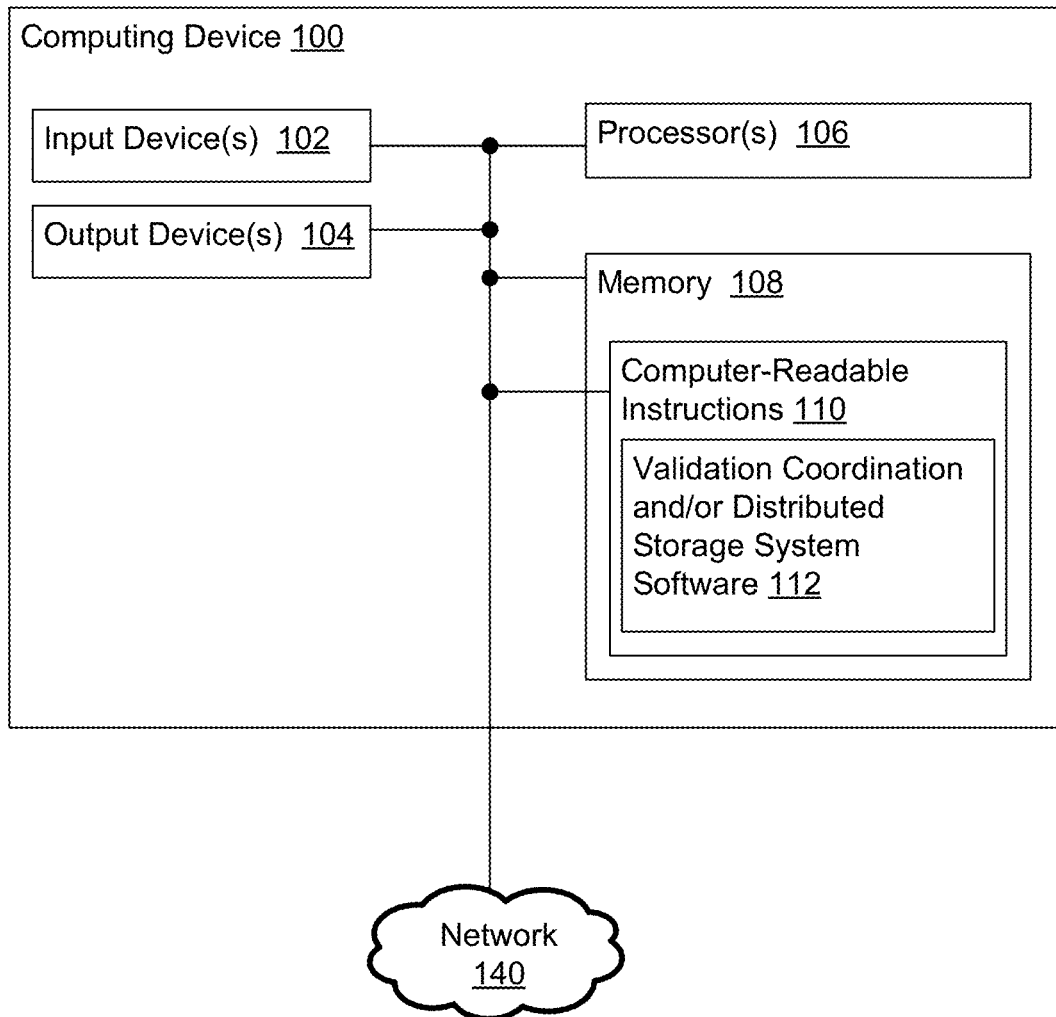 Computing Device 100
Input Device(s) 102
Processor(s) 106
Output Device(s) 104
Memory 108
Computer-Readable
Instructions 110
Validation Coordination
and/or Distributed
Storage System
Software 112
Network
140